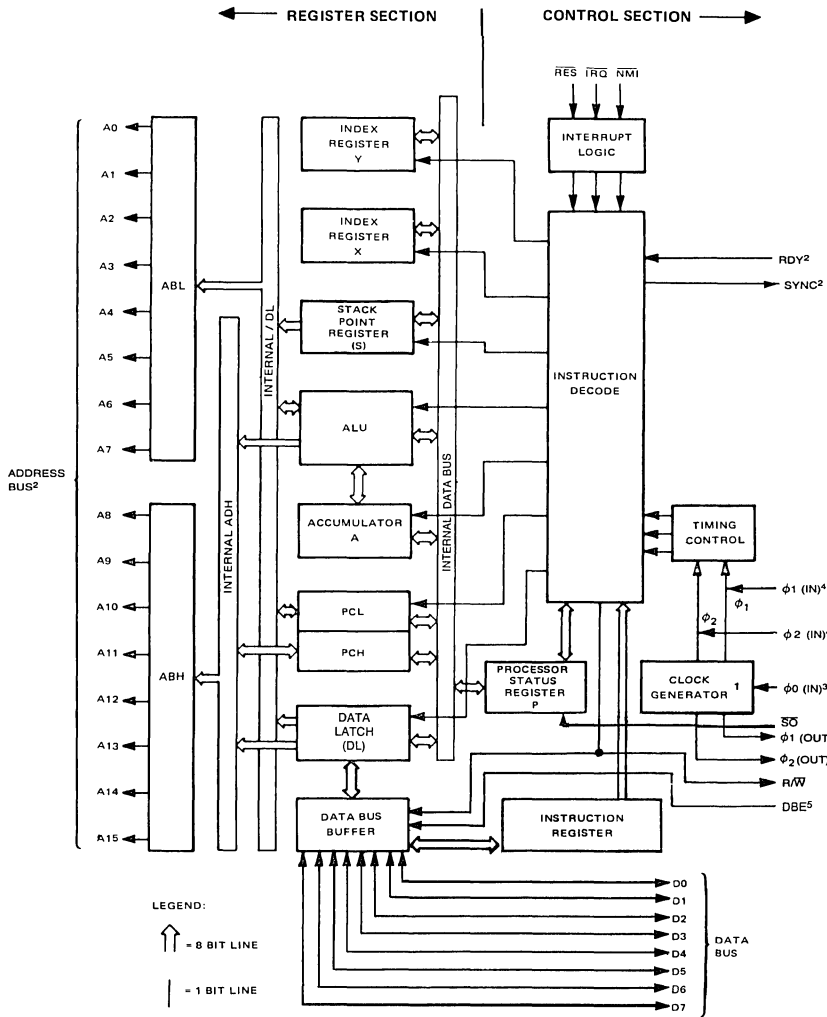 REGISTER SECTION
CONTROL SECTION
RES IRQ NMI
INTERRUPT
LOGIC
INDEX
REGISTER
Y
INDEX
REGISTER
X
STACK
POINT
REGISTER
(S)
ALU
ACCUMULATOR
A
PCL
PCH
DATA
LATCH
(DL)
DATA BUS
BUFFER
INTERNAL / DL
INTERNAL ADH
INTERNAL DATA BUS
ABL
ABH
A0
A1
A2
A3
A4
A5
A6
A7
ADDRESS
BUS²
A8
A9
A10
A11
A12
A13
A14
A15
INSTRUCTION
DECODE
RDY²
SYNC²
TIMING
CONTROL
ϕ1 (IN)⁴
ϕ₁
ϕ₂
ϕ2 (IN)
CLOCK
GENERATOR 1
ϕ0 (IN)³
PROCESSOR
STATUS
REGISTER
P
SO
ϕ1 (OUT
ϕ₂ (OUT)
R/W
DBE⁵
INSTRUCTION
REGISTER
D0
D1
D2
D3
D4
D5
D6
D7
DATA
BUS
LEGEND:
= 8 BIT LINE
= 1 BIT LINE